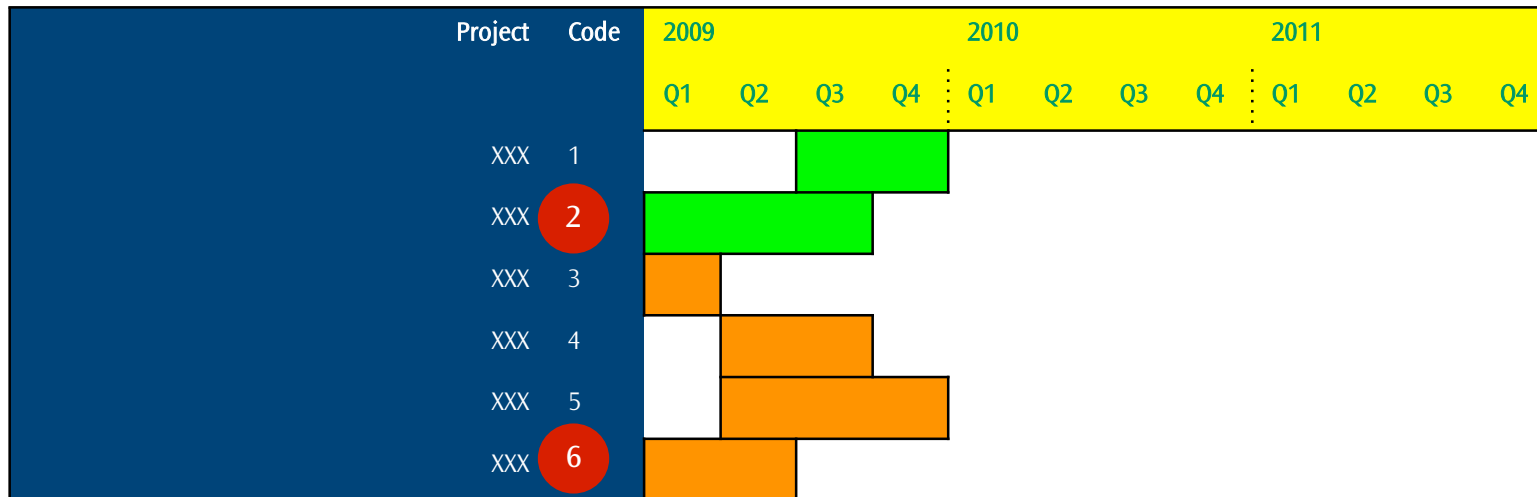 Project Code 2009 2010 2011
Q1 Q2 Q3 Q4 Q1 Q2 Q3 Q4 Q1 Q2 Q3 Q4
XXX 1
XXX 2
XXX 3
XXX 4
XXX 5
XXX 6